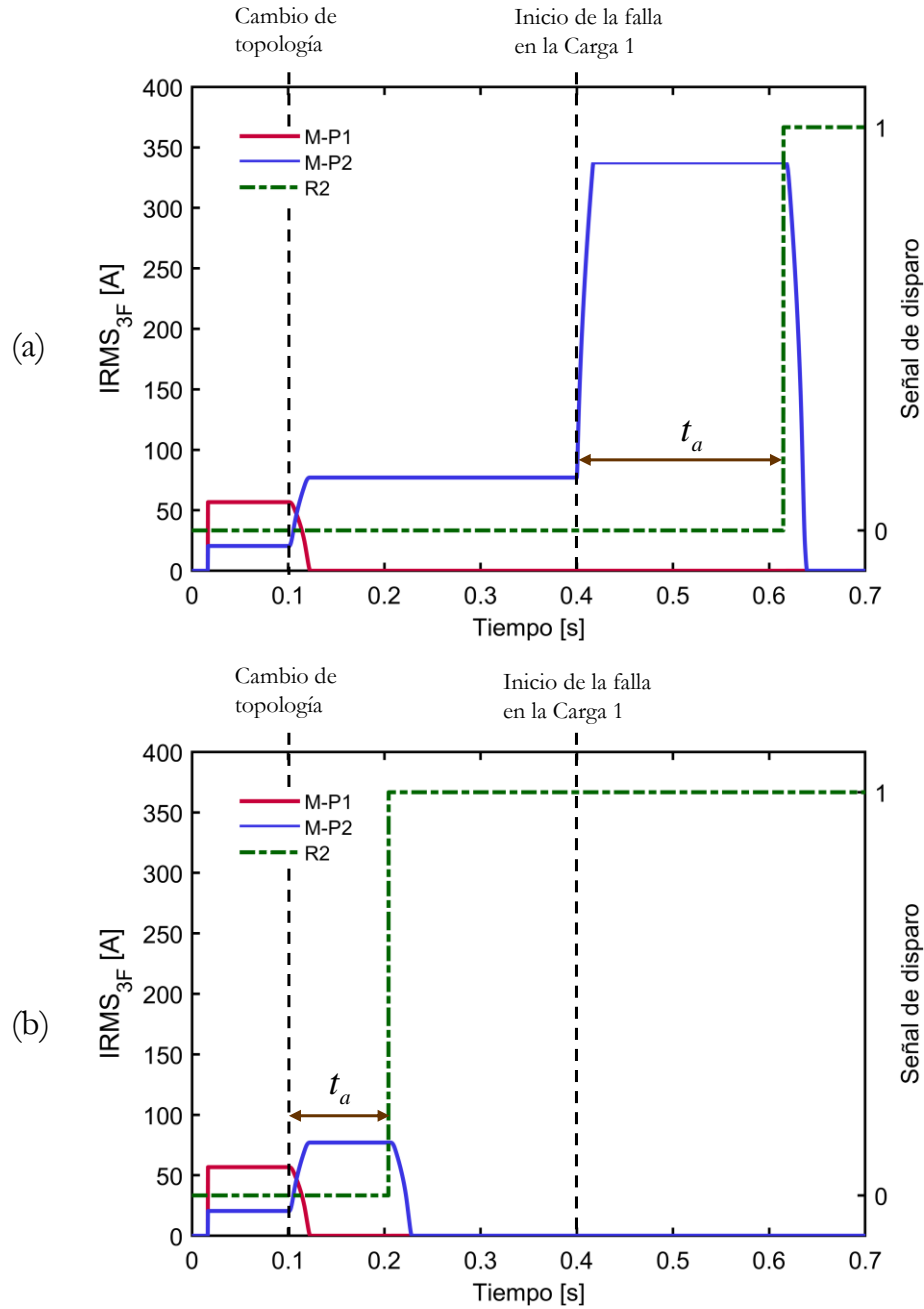 Cambio de
topología
Inicio de la falla
en la Carga 1
(a)
IRMS3F [A]
400
350
300
250
200
150
100
50
0
M-P1
M-P2
R2
ta
1
0
Señal de disparo
0 0.1 0.2 0.3 0.4 0.5 0.6 0.7
Tiempo [s]
Cambio de
topología
Inicio de la falla
en la Carga 1
(b)
IRMS3F [A]
400
350
300
250
200
150
100
50
0
M-P1
M-P2
R2
ta
1
0
Señal de disparo
0 0.1 0.2 0.3 0.4 0.5 0.6 0.7
Tiempo [s]